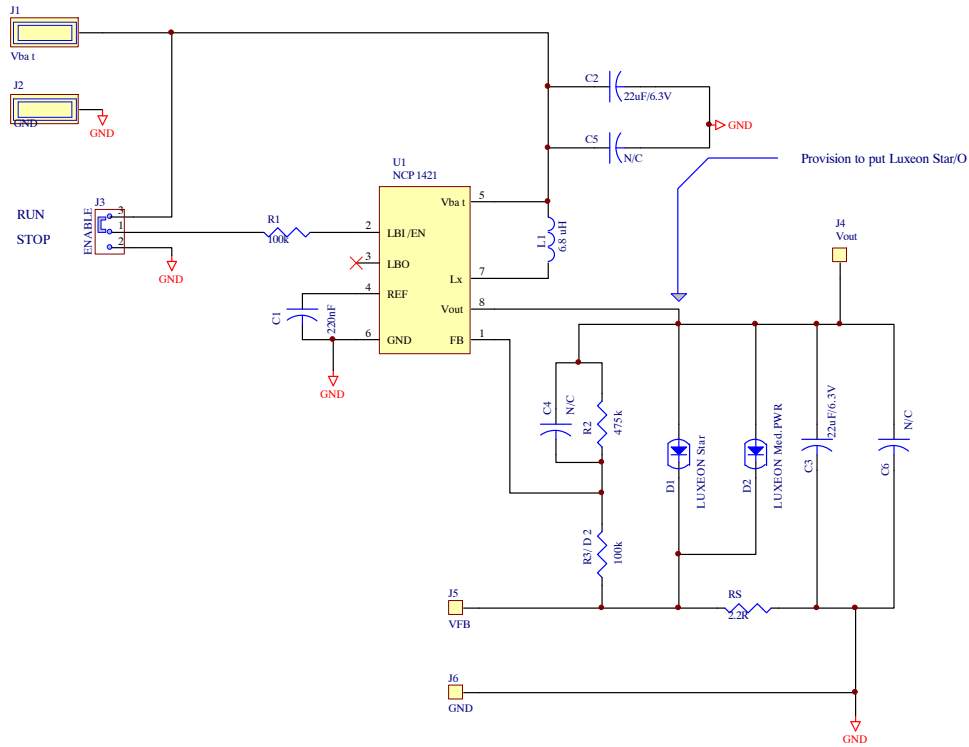 J1
Vba t
J2
GND
GND
RUN
STOP
ENABLE
J3
3
1
2
GND
R1
100k
U1
NCP 1421
2
LBI /EN
3
LBO
4
REF
6
GND
Vba t
5
Lx
7
Vout
8
FB
1
C1
220nF
GND
L1
6.8 uH
C2
22uF/6.3V
C5
N/C
GND
Provision to put Luxeon Star/O
J4
Vout
C4
N/C
R2
475k
R3/ D 2
100k
D1
LUXEON Star
D2
LUXEON Med.PWR
C3
22uF/6.3V
C6
N/C
J5
VFB
RS
2.2R
J6
GND
GND